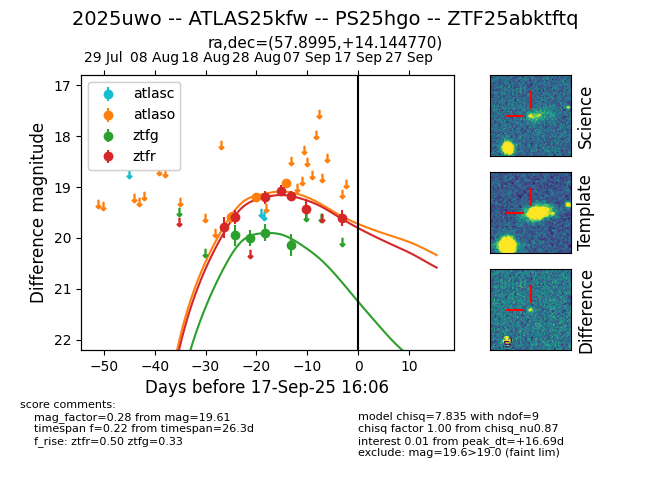 2025uwo -- ATLAS25kfw -- PS25hgo -- ZTF25abktftq
ra,dec=(57.8995,+14.144770)
29 Jul 08 Aug 18 Aug 28 Aug 07 Sep 17 Sep 27 Sep
17
18
19
20
21
22
Difference magnitude
atlasc
atlaso
ztfg
ztfr
−50 −40 −30 −20 −10 0 10
Days before 17-Sep-25 16:06
Science
Template
Difference
score comments:
mag_factor=0.28 from mag=19.61
timespan f=0.22 from timespan=26.3d
f_rise: ztfr=0.50 ztfg=0.33
model chisq=7.835 with ndof=9
chisq factor 1.00 from chisq_nu0.87
interest 0.01 from peak_dt=+16.69d
exclude: mag=19.6>19.0 (faint lim)